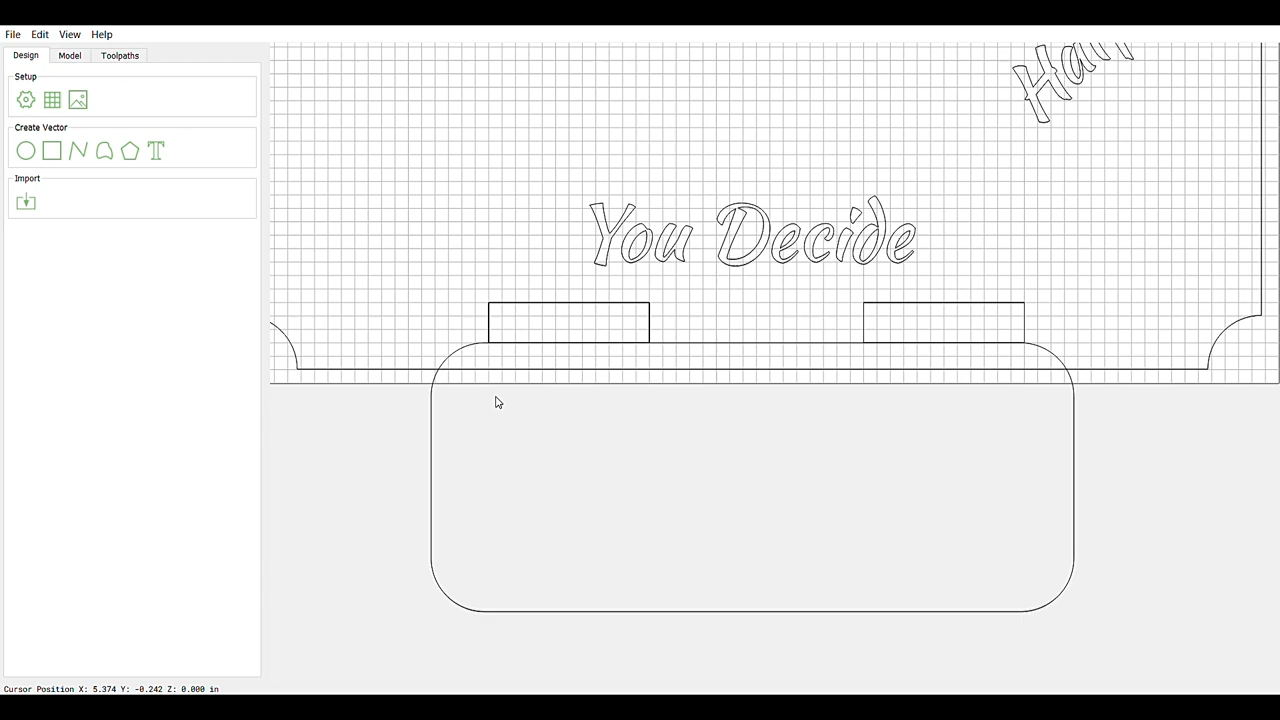 File Edit View Help
Design Model Toolpaths
Setup
Create Vector
Import
You Decide
Cursor Position X: 5.374 Y: -0.242 Z: 0.000 in